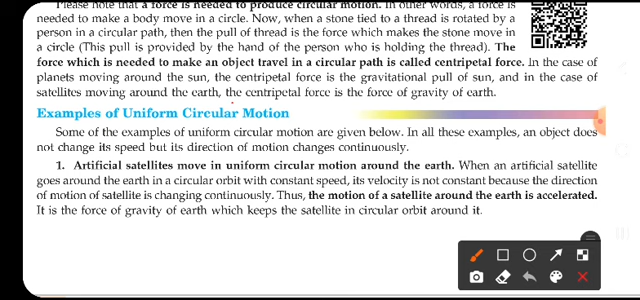 Please note that a force is needed to produce circular motion. In other words, a force is
needed to make a body move in a circle. Now, when a stone tied to a thread is rotated by a
person in a circular path, then the pull of thread is the force which makes the stone move in
a circle (This pull is provided by the hand of the person who is holding the thread). The
force which is needed to make an object travel in a circular path is called centripetal force. In the case of
planets moving around the sun, the centripetal force is the gravitational pull of sun, and in the case of
satellites moving around the earth, the centripetal force is the force of gravity of earth.
Examples of Uniform Circular Motion
Some of the examples of uniform circular motion are given below. In all these examples, an object does
not change its speed but its direction of motion changes continuously.
1. Artificial satellites move in uniform circular motion around the earth. When an artificial satellite
goes around the earth in a circular orbit with constant speed, its velocity is not constant because the direction
of motion of satellite is changing continuously. Thus, the motion of a satellite around the earth is accelerated.
It is the force of gravity of earth which keeps the satellite in circular orbit around it.